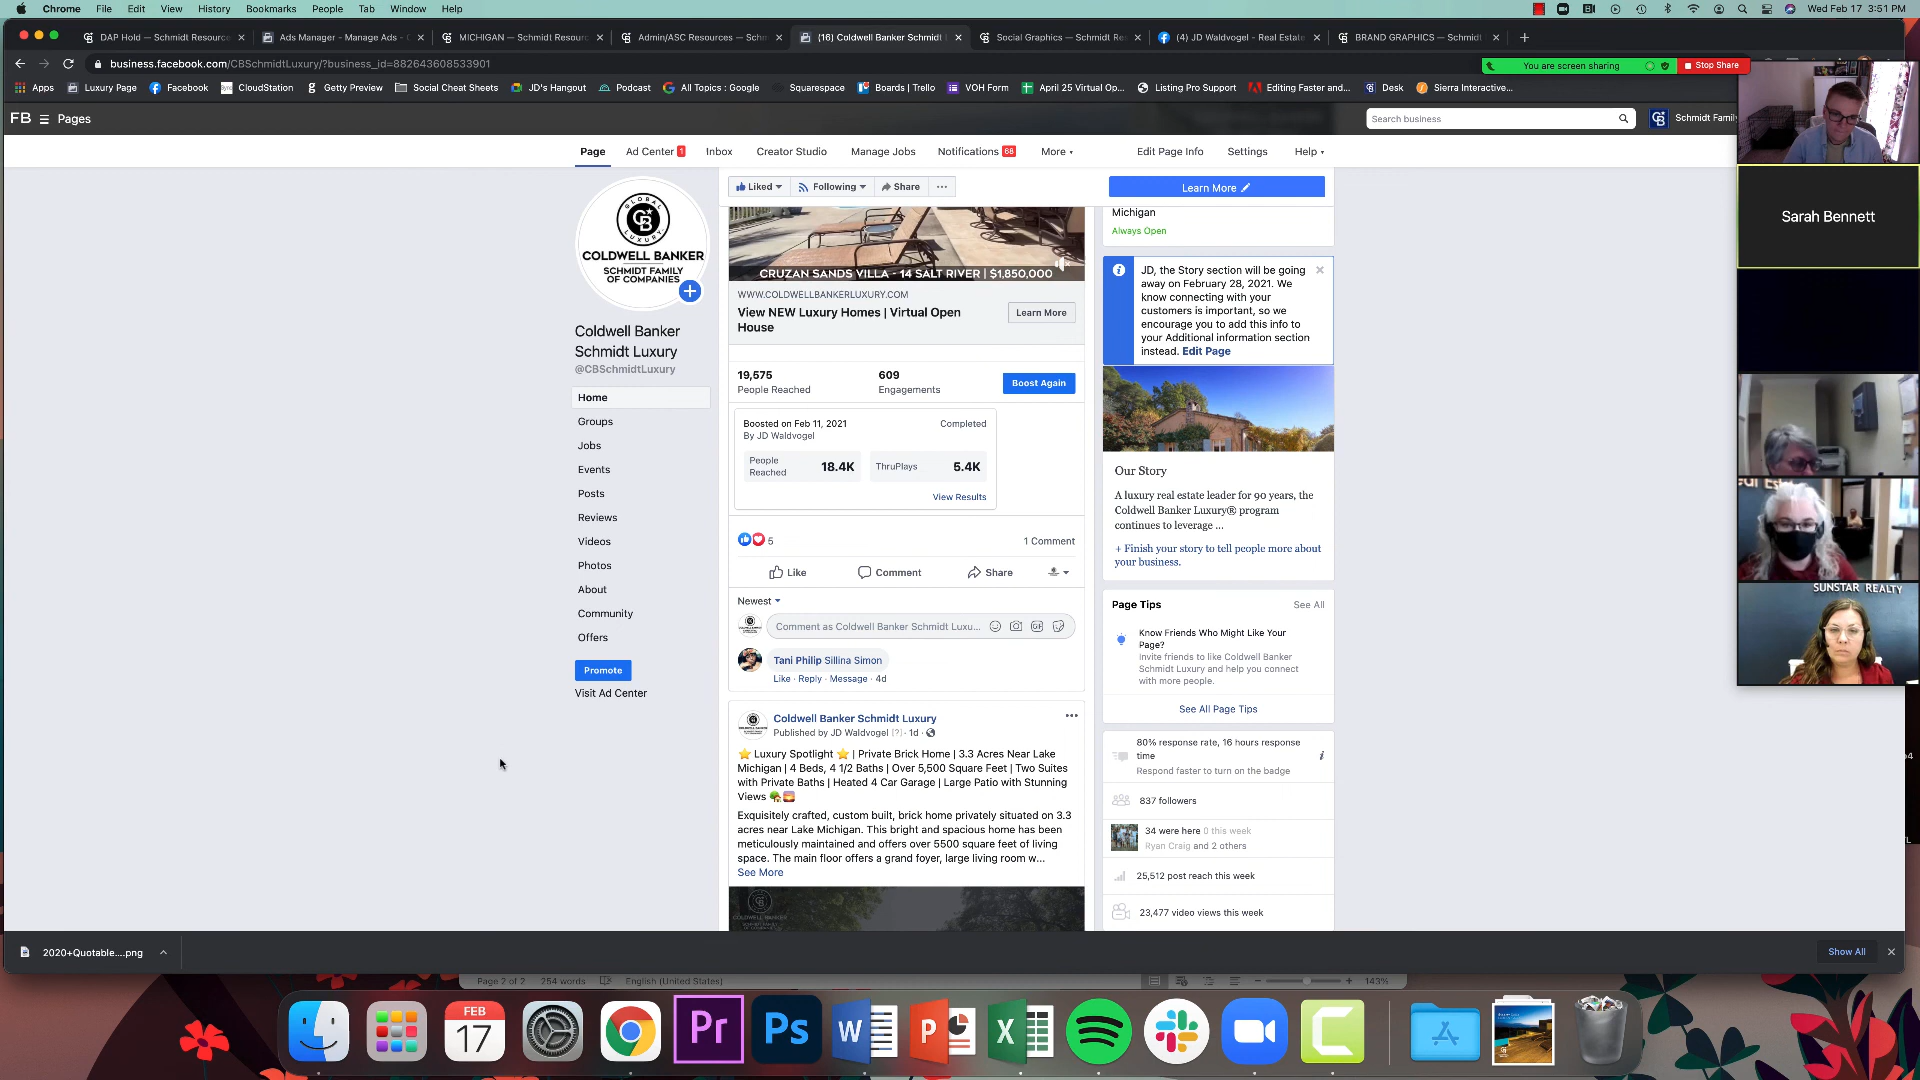 Chrome File Edit View History Bookmarks People Tab Window Help
Wed Feb 17 3:51 PM
DAP Hold — Schmidt Resource
Ads Manager - Manage Ads -
MICHIGAN — Schmidt Resourc
Admin/ASC Resources — Schm
(16) Coldwell Banker Schmidt
Social Graphics — Schmidt Re
(4) JD Waldvogel - Real Estate
BRAND GRAPHICS — Schmidt
business.facebook.com/CBSchmidtLuxury/?business_id=882643608533901
You are screen sharing
Stop Share
Apps Luxury Page Facebook CloudStation Getty Preview Social Cheat Sheets JD's Hangout Podcast All Topics : Google Squarespace Boards | Trello VOH Form April 25 Virtual Op... Listing Pro Support Editing Faster and... Desk Sierra Interactive...
FB Pages
Search business
Schmidt Family
Page Ad Center 1 Inbox Creator Studio Manage Jobs Notifications 68 More
Edit Page Info Settings Help
Liked Following Share ...
Learn More
GLOBAL
CB
LUXURY
COLDWELL BANKER
SCHMIDT FAMILY
OF COMPANIES
Coldwell Banker
Schmidt Luxury
@CBSchmidtLuxury
Home
Groups
Jobs
Events
Posts
Reviews
Videos
Photos
About
Community
Offers
Promote
Visit Ad Center
CRUZAN SANDS VILLA - 14 SALT RIVER | $1,850,000
WWW.COLDWELLBANKERLUXURY.COM
View NEW Luxury Homes | Virtual Open
House
Learn More
19,575
People Reached
609
Engagements
Boost Again
Boosted on Feb 11, 2021
By JD Waldvogel
Completed
People
Reached
18.4K
ThruPlays
5.4K
View Results
5
1 Comment
Like Comment Share
Newest
Comment as Coldwell Banker Schmidt Luxu...
GIF
Tani Philip Sillina Simon
Like · Reply · Message · 4d
Coldwell Banker Schmidt Luxury
Published by JD Waldvogel [?] · 1d ·
⭐ Luxury Spotlight ⭐ | Private Brick Home | 3.3 Acres Near Lake
Michigan | 4 Beds, 4 1/2 Baths | Over 5,500 Square Feet | Two Suites
with Private Baths | Heated 4 Car Garage | Large Patio with Stunning
Views 🏡🌅
Exquisitely crafted, custom built, brick home privately situated on 3.3
acres near Lake Michigan. This bright and spacious home has been
meticulously maintained and offers over 5500 square feet of living
space. The main floor offers a grand foyer, large living room w...
See More
COLDWELL BANKER
Michigan
Always Open
JD, the Story section will be going
away on February 28, 2021. We
know connecting with your
customers is important, so we
encourage you to add this info to
your Additional information section
instead. Edit Page
Our Story
A luxury real estate leader for 90 years, the
Coldwell Banker Luxury® program
continues to leverage ...
+ Finish your story to tell people more about
your business.
Page Tips
See All
Know Friends Who Might Like Your
Page?
Invite friends to like Coldwell Banker
Schmidt Luxury and help you connect
with more people.
See All Page Tips
80% response rate, 16 hours response
time
Respond faster to turn on the badge
837 followers
34 were here 0 this week
Ryan Craig and 2 others
25,512 post reach this week
23,477 video views this week
Sarah Bennett
SUNSTAR REALTY
2020+Quotable....png
Show All
Page 2 of 2 254 words English (United States)
143%
FEB
17
Pr
Ps
W
P
X
C